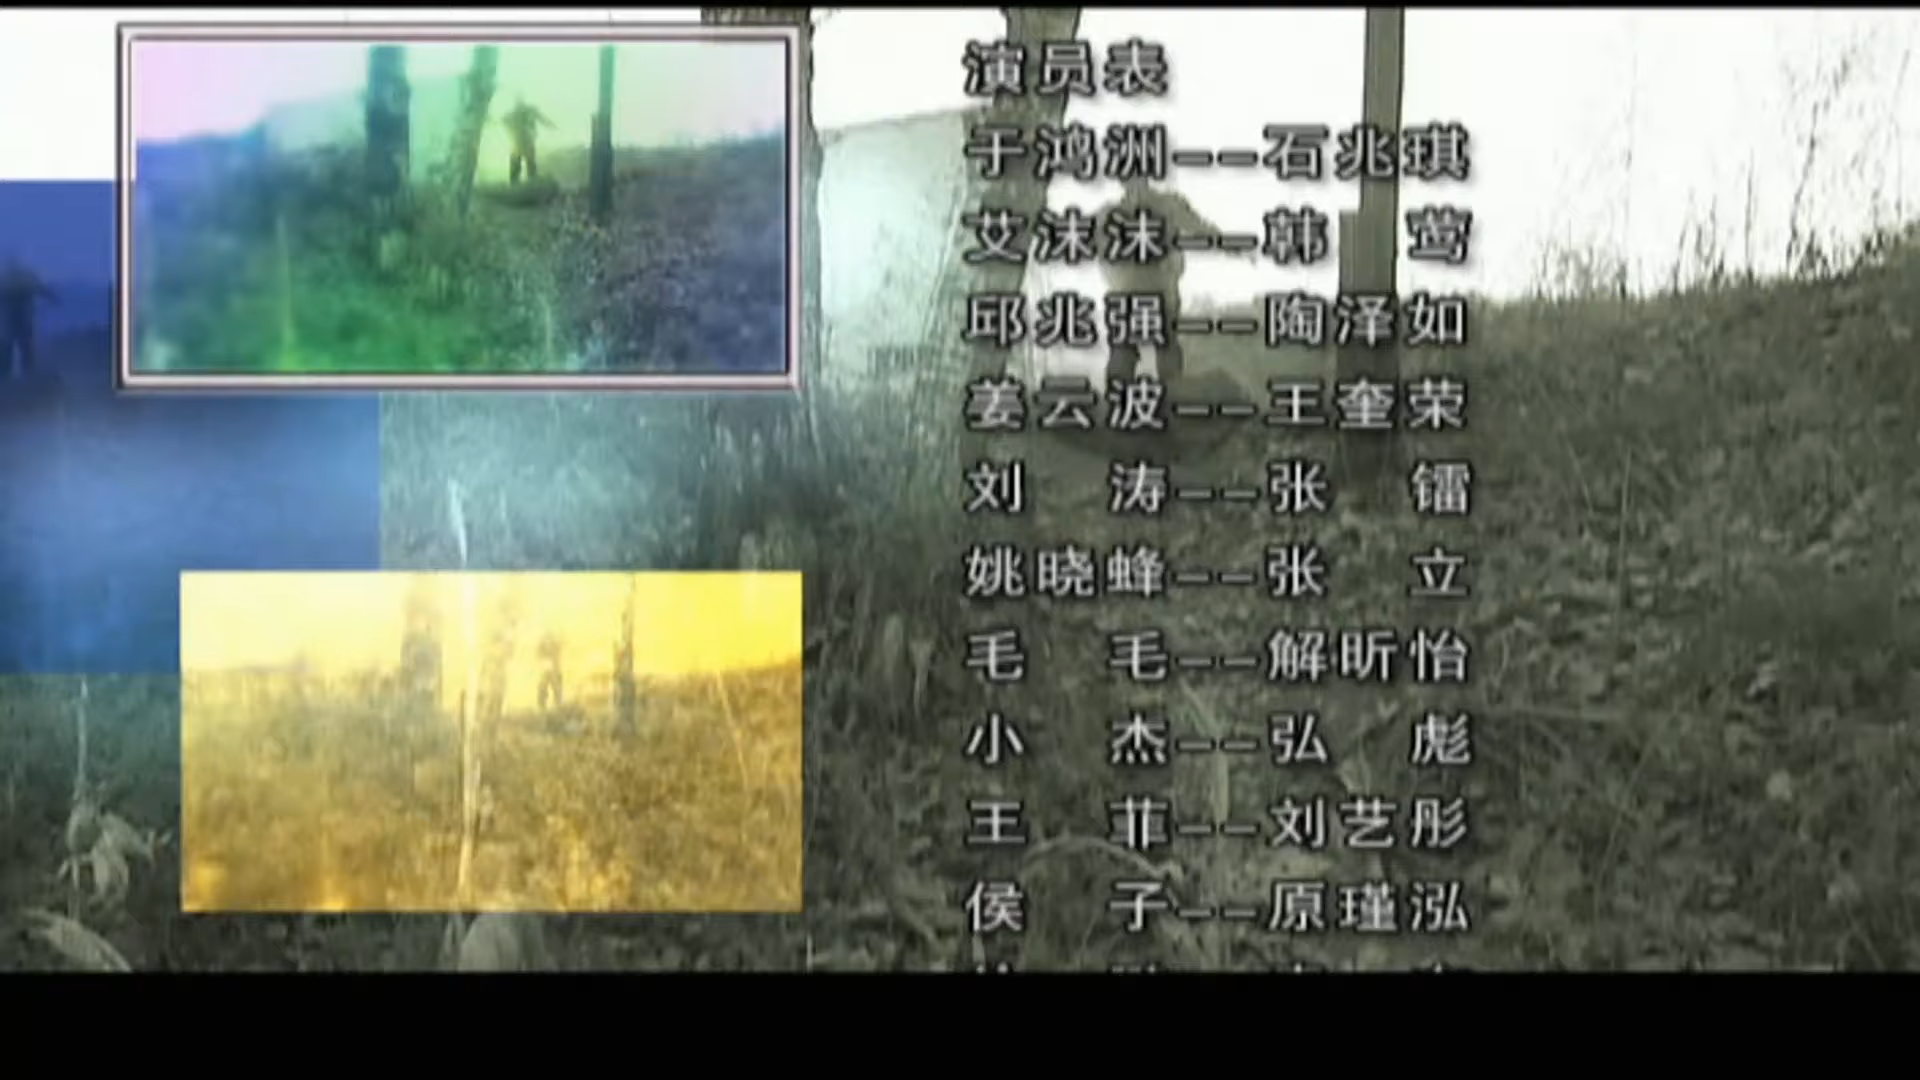 演员表
于鸿洲--石兆琪
艾沫沫--韩 莺
邱兆强--陶泽如
姜云波--王奎荣
刘 涛--张 镭
姚晓蜂--张 立
毛 毛--解昕怡
小 杰--弘 彪
王 菲--刘艺彤
侯 子--原瑾泓